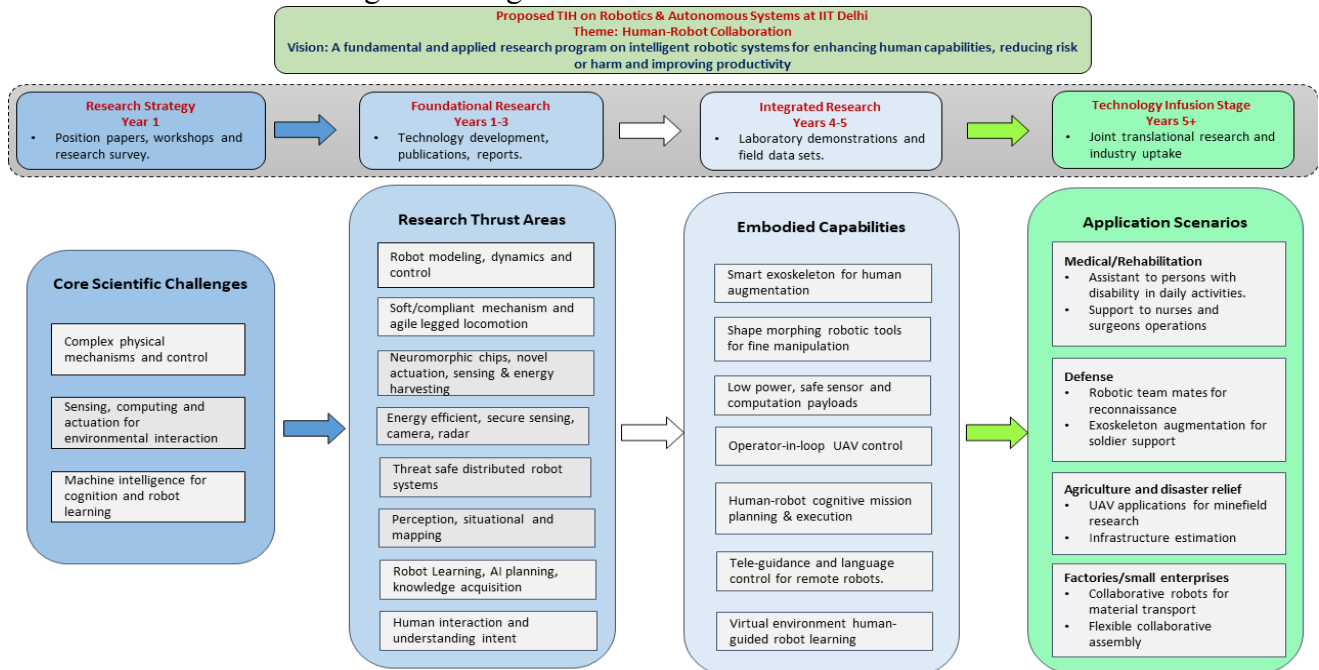 Proposed TIH on Robotics & Autonomous Systems at IIT Delhi
Theme: Human-Robot Collaboration
Vision: A fundamental and applied research program on intelligent robotic systems for enhancing human capabilities, reducing risk
or harm and improving productivity
Research Strategy
Year 1
• Position papers, workshops and
research survey.
Foundational Research
Years 1-3
• Technology development,
publications, reports.
Integrated Research
Years 4-5
• Laboratory demonstrations and
field data sets.
Technology Infusion Stage
Years 5+
• Joint translational research and
industry uptake
Core Scientific Challenges
Complex physical
mechanisms and control
Sensing, computing and
actuation for
environmental interaction
Machine intelligence for
cognition and robot
learning
Research Thrust Areas
Robot modeling, dynamics and
control
Soft/compliant mechanism and
agile legged locomotion
Neuromorphic chips, novel
actuation, sensing & energy
harvesting
Energy efficient, secure sensing,
camera, radar
Threat safe distributed robot
systems
Perception, situational and
mapping
Robot Learning, AI planning,
knowledge acquisition
Human interaction and
understanding intent
Embodied Capabilities
Smart exoskeleton for human
augmentation
Shape morphing robotic tools
for fine manipulation
Low power, safe sensor and
computation payloads
Operator-in-loop UAV control
Human-robot cognitive mission
planning & execution
Tele-guidance and language
control for remote robots.
Virtual environment human-
guided robot learning
Application Scenarios
Medical/Rehabilitation
• Assistant to persons with
disability in daily activities.
• Support to nurses and
surgeons operations
Defense
• Robotic team mates for
reconnaissance
• Exoskeleton augmentation for
soldier support
Agriculture and disaster relief
• UAV applications for minefield
research
• Infrastructure estimation
Factories/small enterprises
• Collaborative robots for
material transport
• Flexible collaborative
assembly